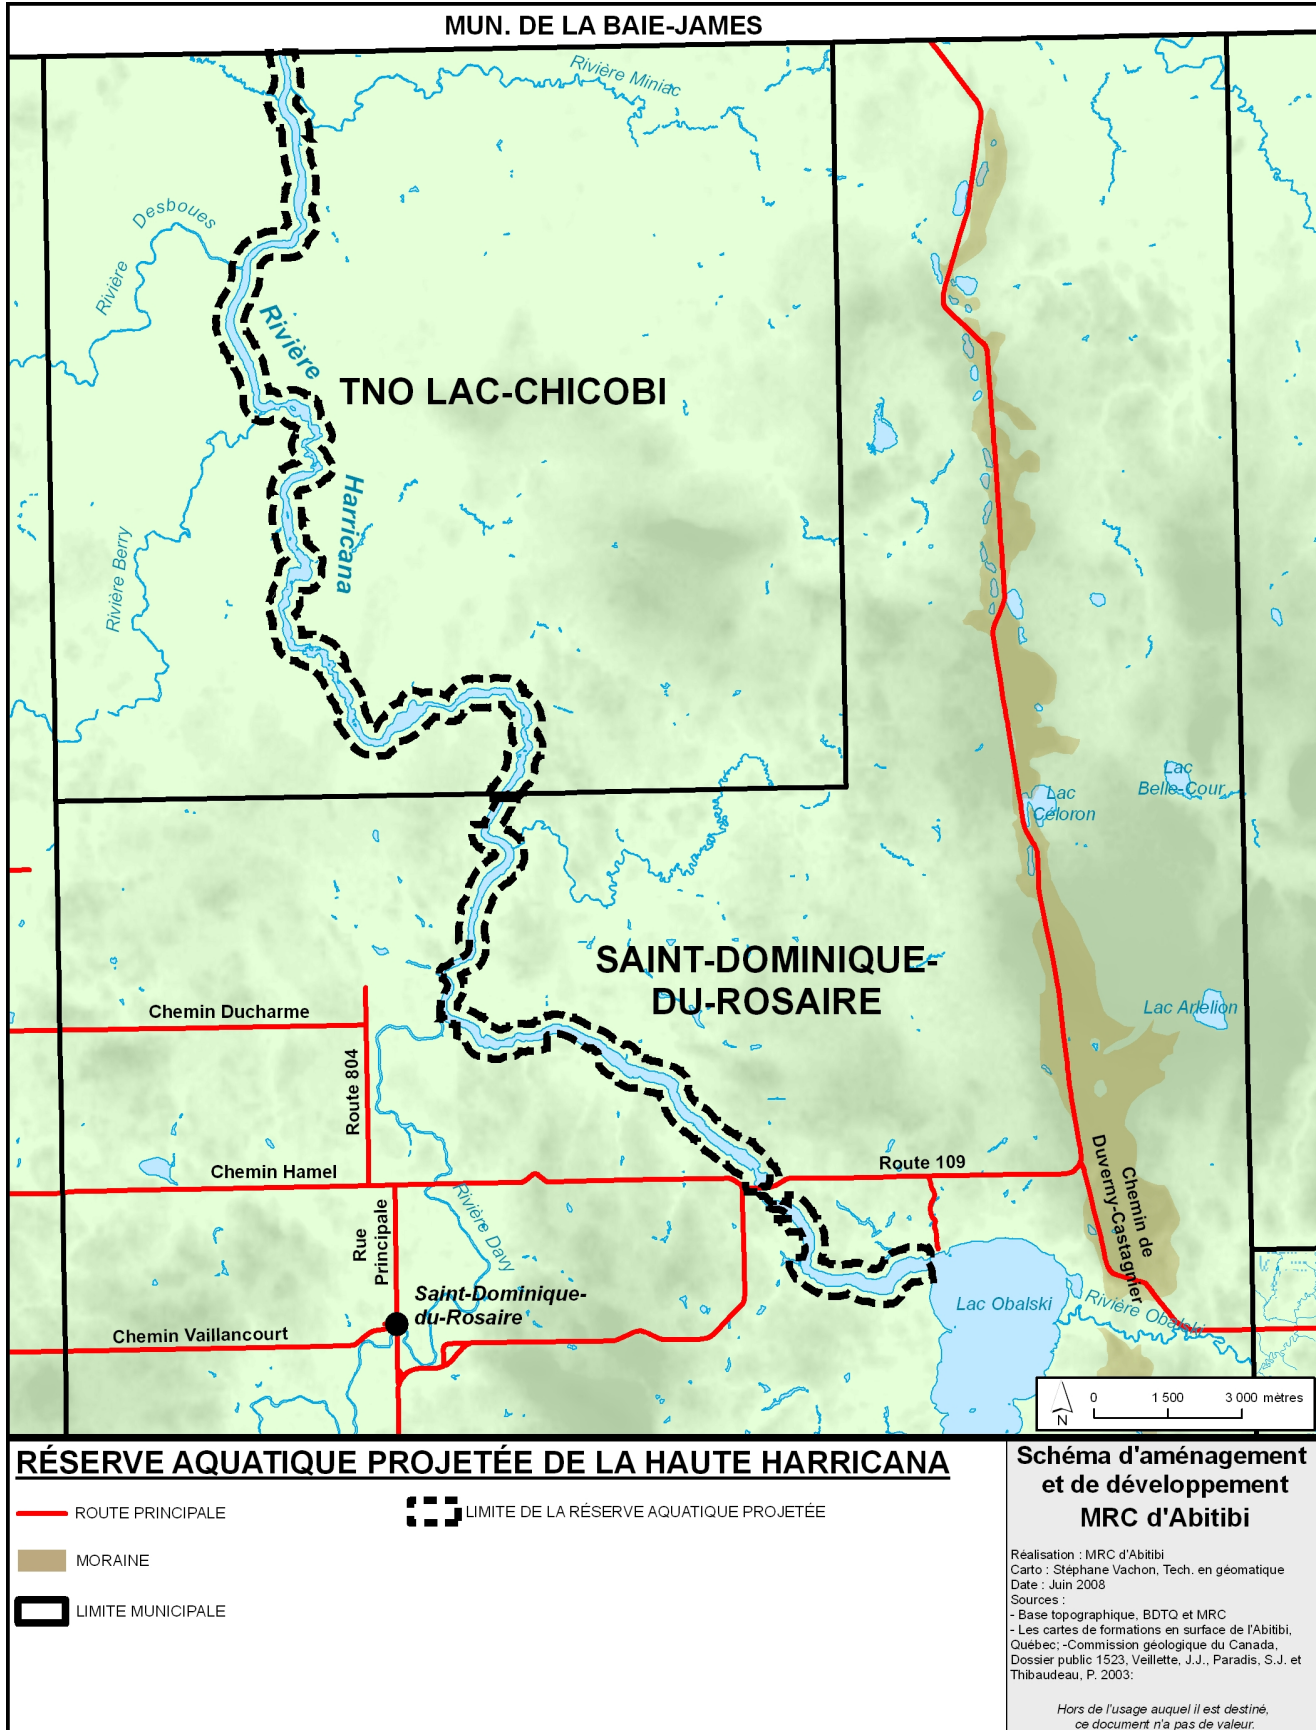 MUN. DE LA BAIE-JAMES
Rivière Miniac
Desboues
Rivière
Rivière
TNO LAC-CHICOBI
Harricana
Rivière Berry
Lac
Belle-Cour
Lac
Céloron
SAINT-DOMINIQUE-
DU-ROSAIRE
Lac Arlelion
Chemin Ducharme
Route 804
Chemin Hamel
Route 109
Chemin de
Duverny-Castagnier
Rue
Principale
Rivière Davy
Saint-Dominique-
du-Rosaire
Lac Obalski
Rivière Obalski
Chemin Vaillancourt
0 1 500 3 000 mètres
N
RÉSERVE AQUATIQUE PROJETÉE DE LA HAUTE HARRICANA
ROUTE PRINCIPALE
LIMITE DE LA RÉSERVE AQUATIQUE PROJETÉE
MORAINE
LIMITE MUNICIPALE
Schéma d'aménagement
et de développement
MRC d'Abitibi
Réalisation : MRC d'Abitibi
Carto : Stéphane Vachon, Tech. en géomatique
Date : Juin 2008
Sources :
- Base topographique, BDTQ et MRC
- Les cartes de formations en surface de l'Abitibi,
Québec; -Commission géologique du Canada,
Dossier public 1523, Veillette, J.J., Paradis, S.J. et
Thibaudeau, P. 2003:
Hors de l'usage auquel il est destiné,
ce document n'a pas de valeur.